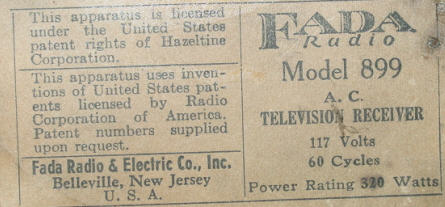 This apparatus is licensed
under the United States
patent rights of Hazeltine
Corporation.
This apparatus uses inven-
tions of United States pat-
ents licensed by Radio
Corporation of America.
Patent numbers supplied
upon request.
Fada Radio & Electric Co., Inc.
Belleville, New Jersey
U. S. A.
FADA
Radio
Model 899
A. C.
TELEVISION RECEIVER
117 Volts
60 Cycles
Power Rating 320 Watts